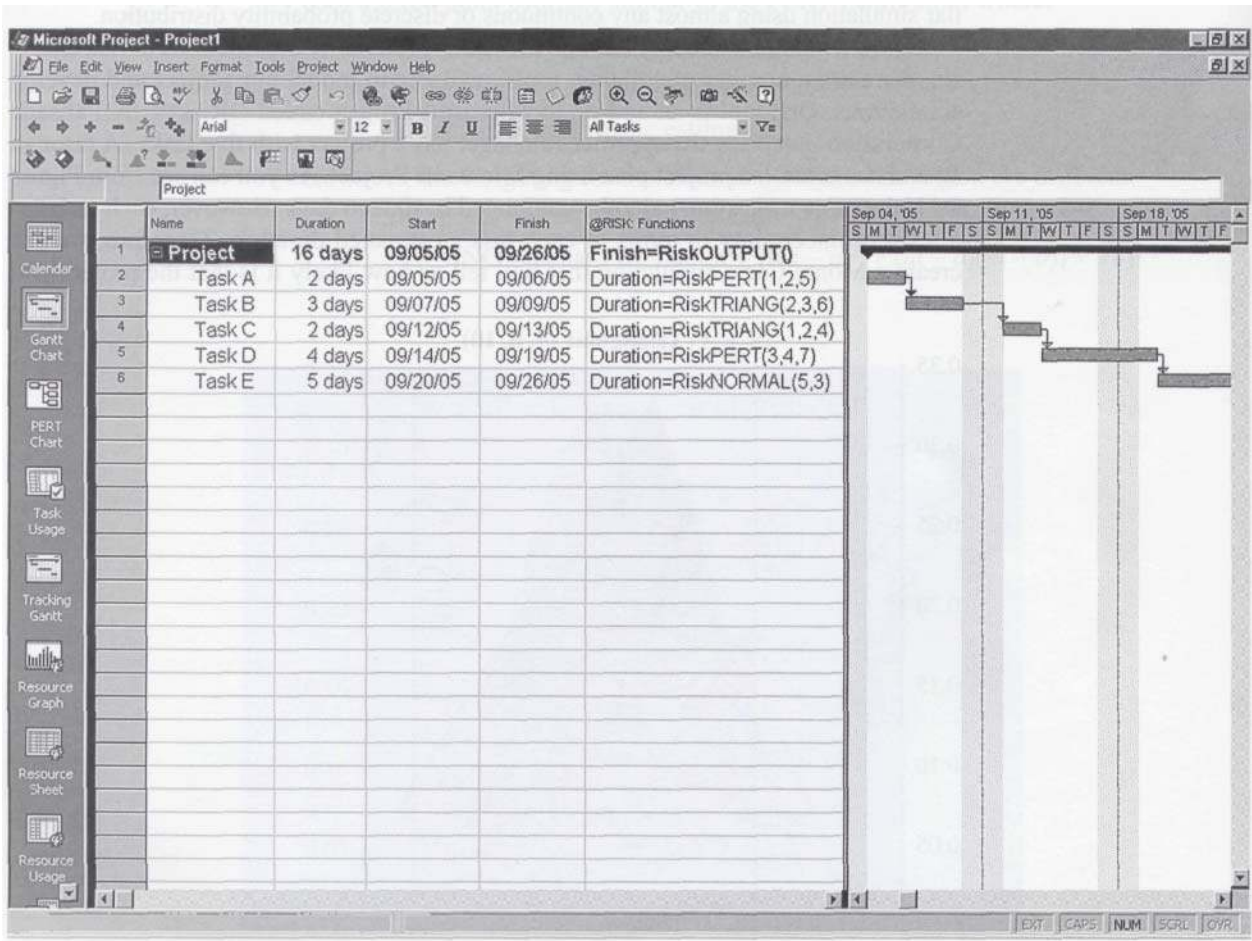 Microsoft Project - Project1
File Edit View Insert Format Tools Project Window Help
Arial 12 B I U All Tasks
Project
Name Duration Start Finish @RISK: Functions
Sep 04, '05 Sep 11, '05 Sep 18, '05
S M T W T F S S M T W T F S S M T W T F
1 Project 16 days 09/05/05 09/26/05 Finish=RiskOUTPUT()
2 Task A 2 days 09/05/05 09/06/05 Duration=RiskPERT(1,2,5)
3 Task B 3 days 09/07/05 09/09/05 Duration=RiskTRIANG(2,3,6)
4 Task C 2 days 09/12/05 09/13/05 Duration=RiskTRIANG(1,2,4)
5 Task D 4 days 09/14/05 09/19/05 Duration=RiskPERT(3,4,7)
6 Task E 5 days 09/20/05 09/26/05 Duration=RiskNORMAL(5,3)
Calendar
Gantt
Chart
PERT
Chart
Task
Usage
Tracking
Gantt
Resource
Graph
Resource
Sheet
Resource
Usage
EXT CAPS NUM SCRL OVR